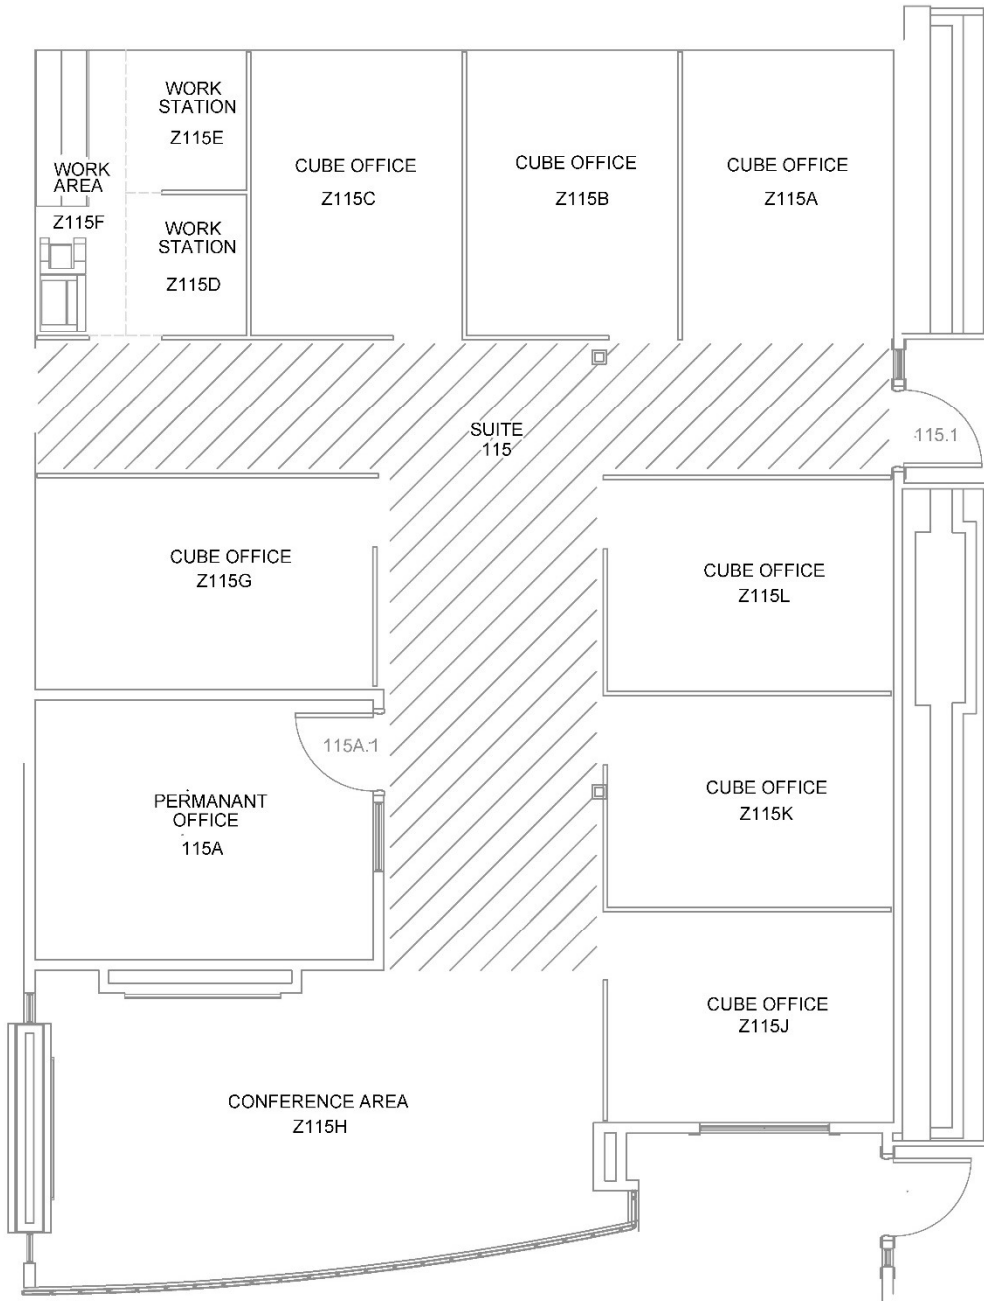 WORK
STATION
Z115E
WORK
AREA
Z115F
WORK
STATION
Z115D
CUBE OFFICE
Z115C
CUBE OFFICE
Z115B
CUBE OFFICE
Z115A
SUITE
115
115.1
CUBE OFFICE
Z115G
CUBE OFFICE
Z115L
115A.1
PERMANANT
OFFICE
115A
CUBE OFFICE
Z115K
CUBE OFFICE
Z115J
CONFERENCE AREA
Z115H